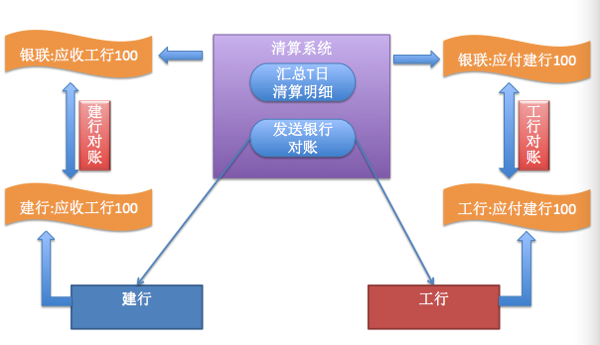 清算系统
银联:应收工行100
汇总T日
清算明细
银联:应付建行100
建行对账
发送银行
对账
工行对账
建行:应收工行100
工行:应付建行100
建行
工行